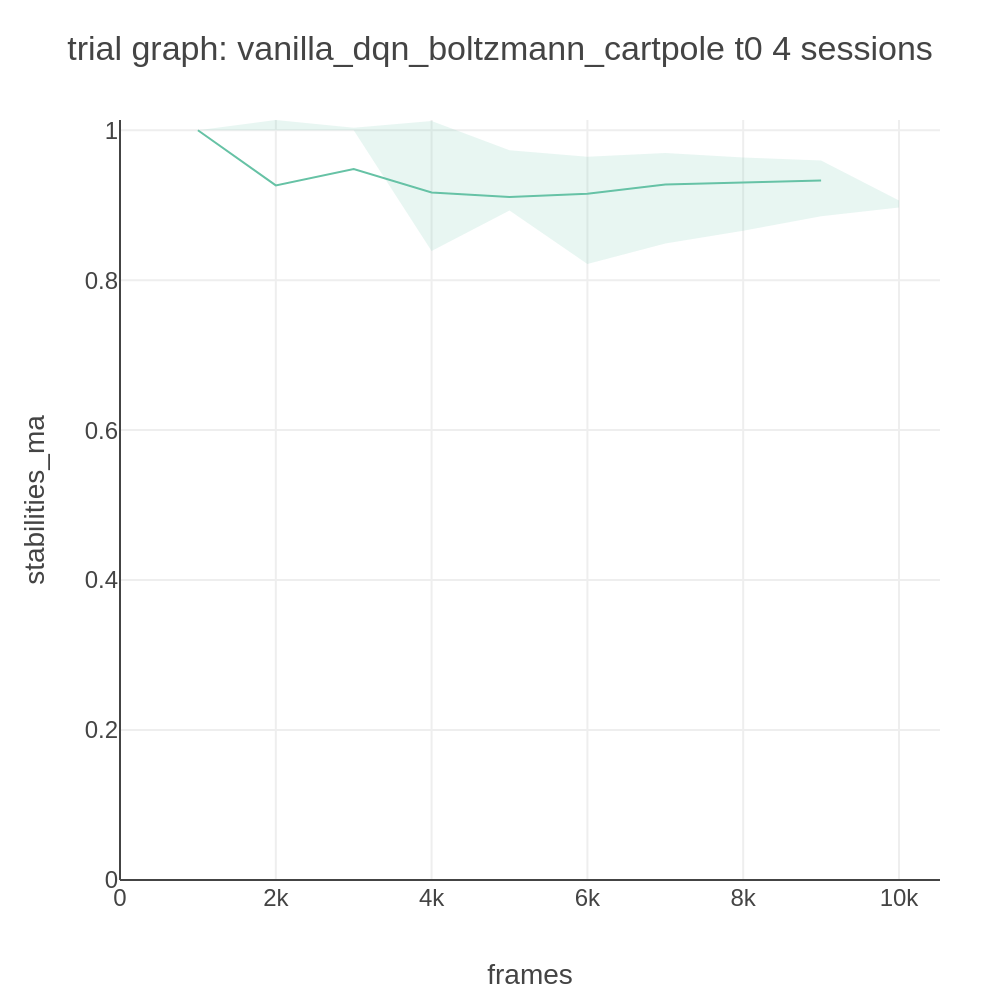 trial graph: vanilla_dqn_boltzmann_cartpole t0 4 sessions
1
0.8
0.6
0.4
0.2
0
stabilities_ma
0
2k
4k
6k
8k
10k
frames